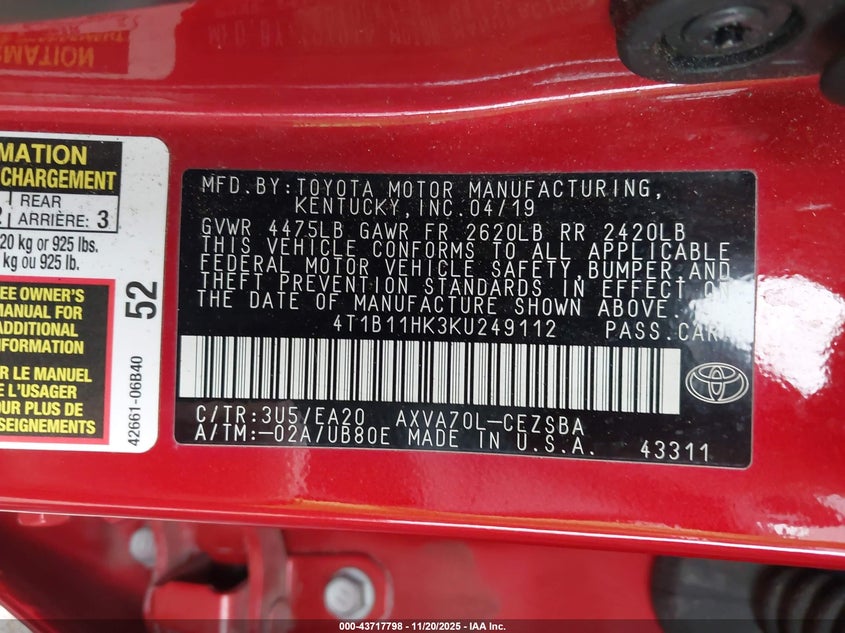 MATION
CHARGEMENT
REAR
ARRIÈRE: 3
20 kg or 925 lbs.
kg ou 925 lb.
EE OWNER'S
MANUAL FOR
ADDITIONAL
R LE MANUEL
E L'USAGER
OUR PLUS DE
52
42661-06B40
MFD.BY:TOYOTA MOTOR MANUFACTURING,
KENTUCKY,INC.04/19
GVWR 4475LB GAWR FR 2620LB RR 2420LB
THIS VEHICLE CONFORMS TO ALL APPLICABLE
FEDERAL MOTOR VEHICLE SAFETY,BUMPER,AND
THEFT PREVENTION STANDARDS IN EFFECT ON
THE DATE OF MANUFACTURE SHOWN ABOVE.
4T1B11HK3KU249112 PASS.CAR
C/TR:3U5/EA20 AXVA70L-CEZSBA
A/TM:-02A/UB80E MADE IN U.S.A.
43311
000-43717798 - 11/20/2025 - IAA Inc.